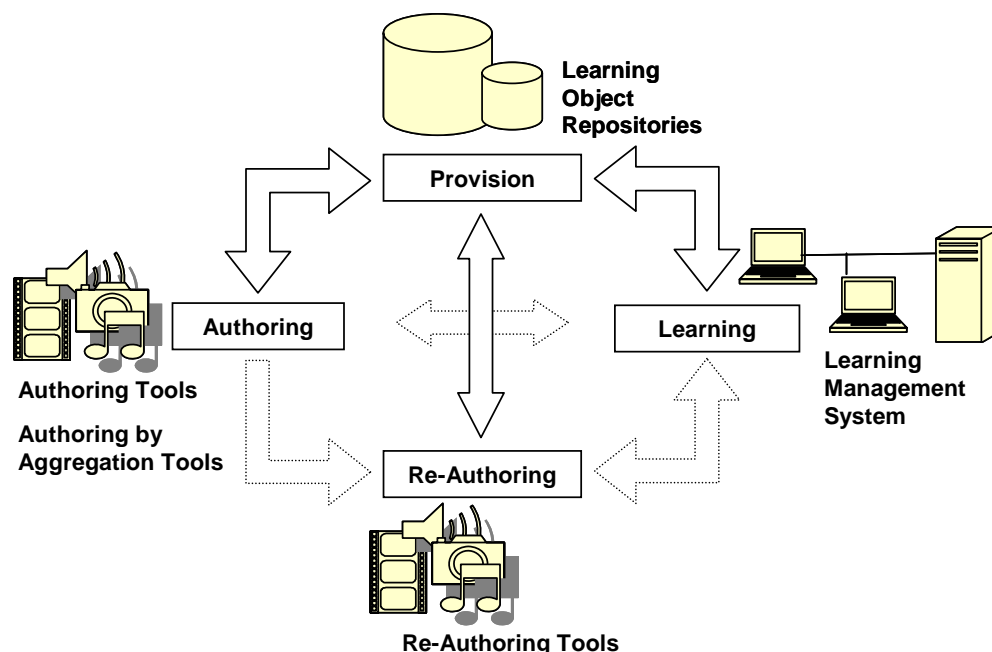 Learning
Object
Repositories
Provision
Authoring
Learning
Authoring Tools
Authoring by
Aggregation Tools
Learning
Management
System
Re-Authoring
Re-Authoring Tools